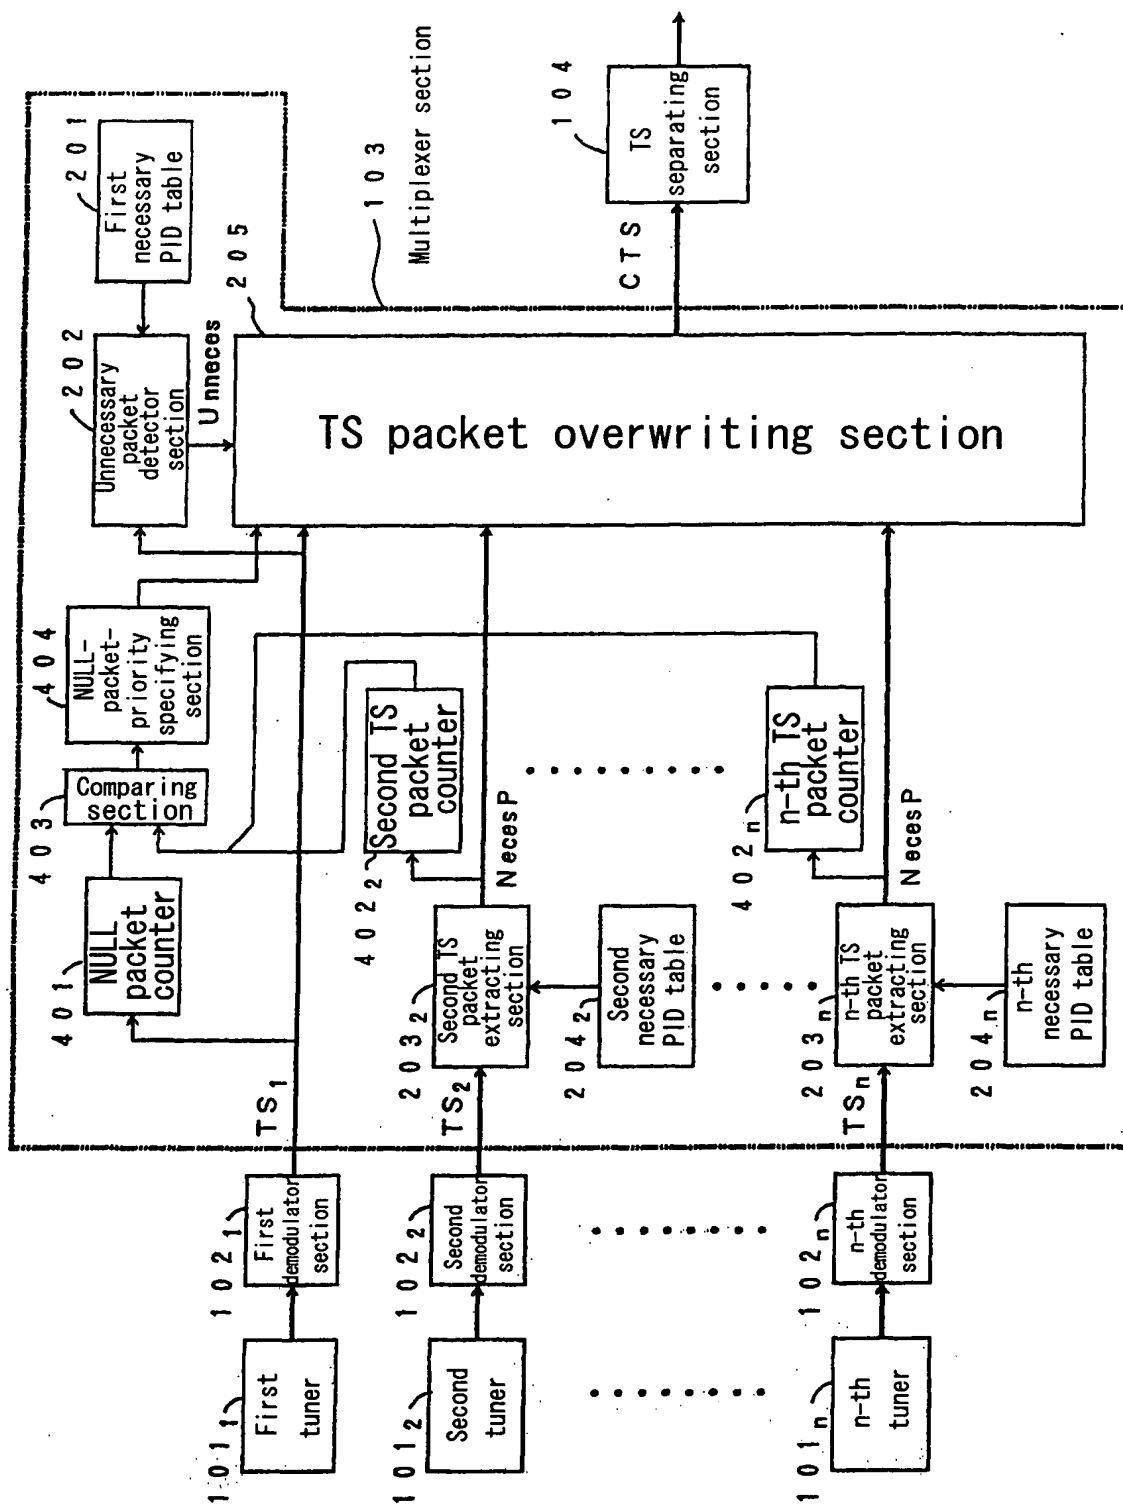 101₁
First
tuner
102₁
First
demodulator
section
TS₁
401
NULL
packet
counter
403
Comparing
section
404
NULL-
packet-
priority
specifying
section
202
Unnecessary
packet
detector
section
201
First
necessary
PID table
Unneces
205
TS packet overwriting section
103
Multiplexer section
CTS
104
TS
separating
section
101₂
Second
tuner
102₂
Second
demodulator
section
TS₂
203₂
Second TS
packet
extracting
section
402₂
Second TS
packet
counter
NecesP
204₂
Second
necessary
PID table
101ₙ
n-th
tuner
102ₙ
n-th
demodulator
section
TSₙ
203ₙ
n-th TS
packet
extracting
section
402ₙ
n-th TS
packet
counter
NecesP
204ₙ
n-th
necessary
PID table